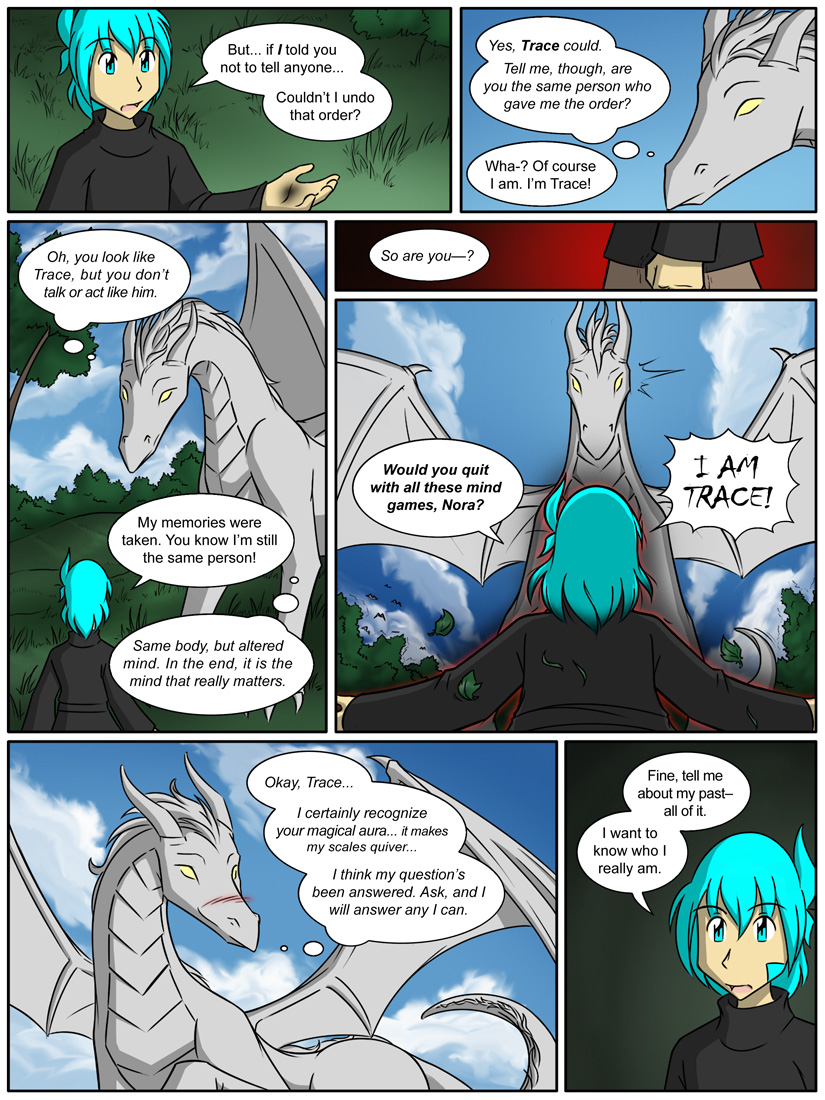 But... if I told you
not to tell anyone...
Couldn't I undo
that order?
Yes, Trace could.
Tell me, though, are
you the same person who
gave me the order?
Wha-? Of course
I am. I'm Trace!
Oh, you look like
Trace, but you don't
talk or act like him.
My memories were
taken. You know I'm still
the same person!
Same body, but altered
mind. In the end, it is the
mind that really matters.
So are you—?
Would you quit
with all these mind
games, Nora?
I AM
TRACE!
Okay, Trace...
I certainly recognize
your magical aura... it makes
my scales quiver...
I think my question's
been answered. Ask, and I
will answer any I can.
Fine, tell me
about my past–
all of it.
I want to
know who I
really am.